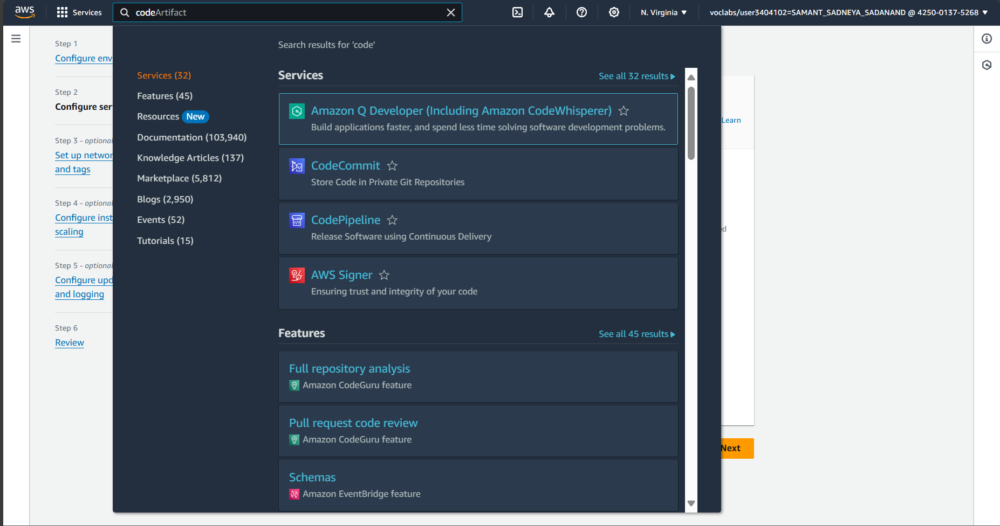 aws
Services
codeArtifact
N. Virginia
voclabs/user3404102=SAMANT_SADNEYA_SADANAND @ 4250-0137-5268
Step 1
Configure env
Step 2
Configure ser
Step 3 - optional
Set up networ
and tags
Step 4 - optional
Configure inst
scaling
Step 5 - optional
Configure upd
and logging
Step 6
Review
Search results for 'code'
Services (32)
Features (45)
Resources New
Documentation (103,940)
Knowledge Articles (137)
Marketplace (5,812)
Blogs (2,950)
Events (52)
Tutorials (15)
Services
See all 32 results
Amazon Q Developer (Including Amazon CodeWhisperer)
Build applications faster, and spend less time solving software development problems.
CodeCommit
Store Code in Private Git Repositories
CodePipeline
Release Software using Continuous Delivery
AWS Signer
Ensuring trust and integrity of your code
Features
See all 45 results
Full repository analysis
Amazon CodeGuru feature
Pull request code review
Amazon CodeGuru feature
Schemas
Amazon EventBridge feature
Learn
ed
Next